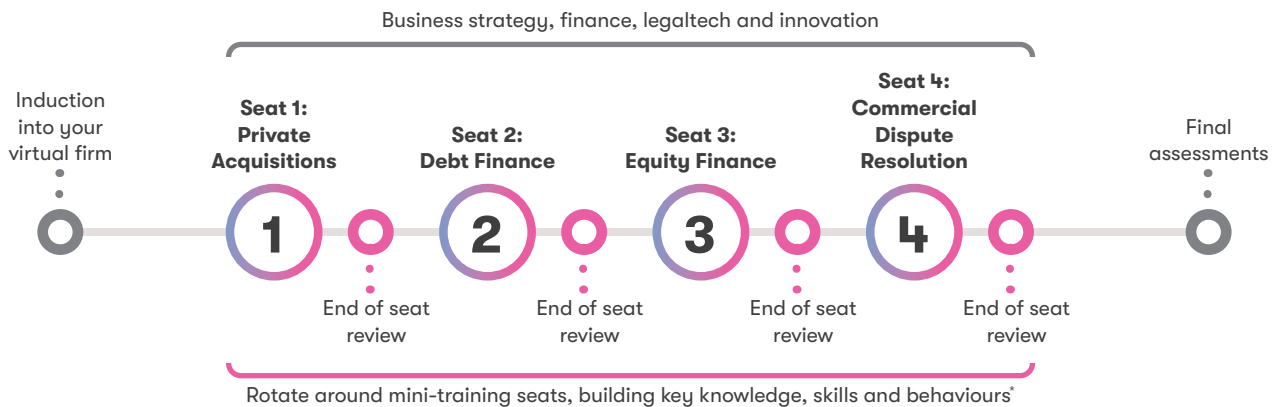 Business strategy, finance, legaltech and innovation
Induction
into your
virtual firm
Seat 1:
Private
Acquisitions
Seat 2:
Debt Finance
Seat 3:
Equity Finance
Seat 4:
Commercial
Dispute
Resolution
Final
assessments
1
2
3
4
End of seat
review
End of seat
review
End of seat
review
End of seat
review
Rotate around mini-training seats, building key knowledge, skills and behaviours*